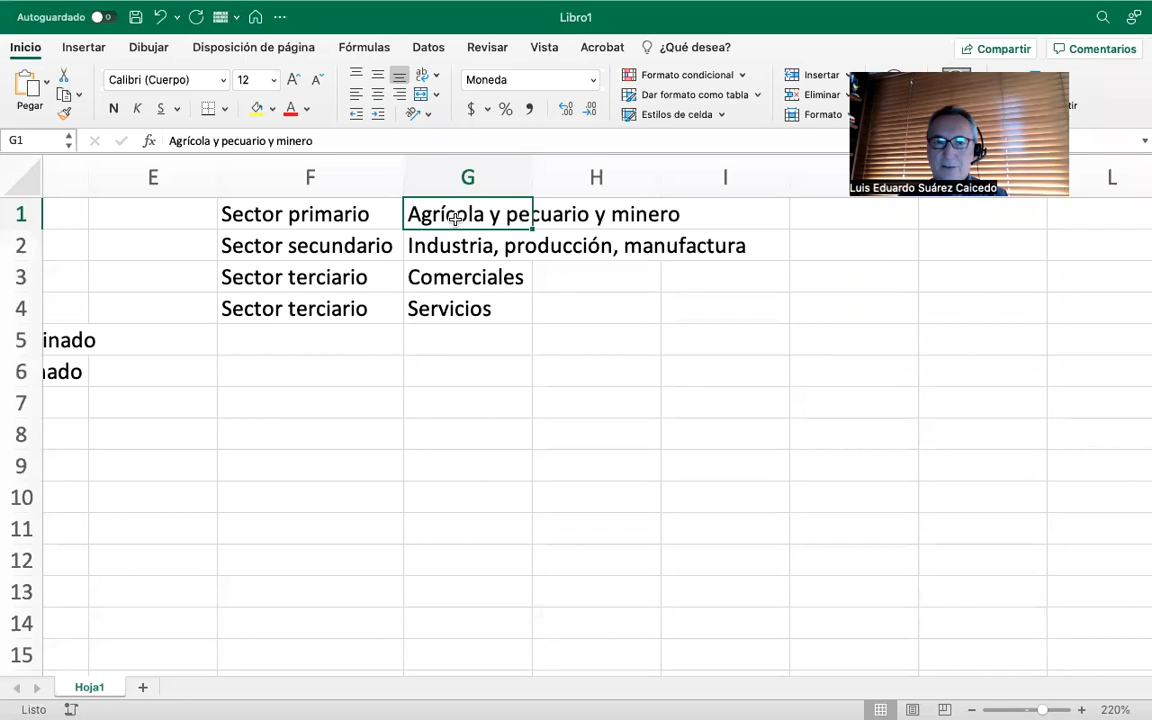 Autoguardado 0
Libro1
Inicio Insertar Dibujar Disposición de página Fórmulas Datos Revisar Vista Acrobat ¿Qué desea? Compartir Comentarios
Pegar
Calibri (Cuerpo) 12
N K S
A
Moneda
$ %
Formato condicional
Dar formato como tabla
Estilos de celda
Insertar
Eliminar
Formato
G1 fx Agrícola y pecuario y minero
Luis Eduardo Suárez Caicedo
E F G H I L
1 Sector primario Agrícola y pecuario y minero
2 Sector secundario Industria, producción, manufactura
3 Sector terciario Comerciales
4 Sector terciario Servicios
5 inado
6 nado
7
8
9
10
11
12
13
14
15
Hoja1
Listo 220%